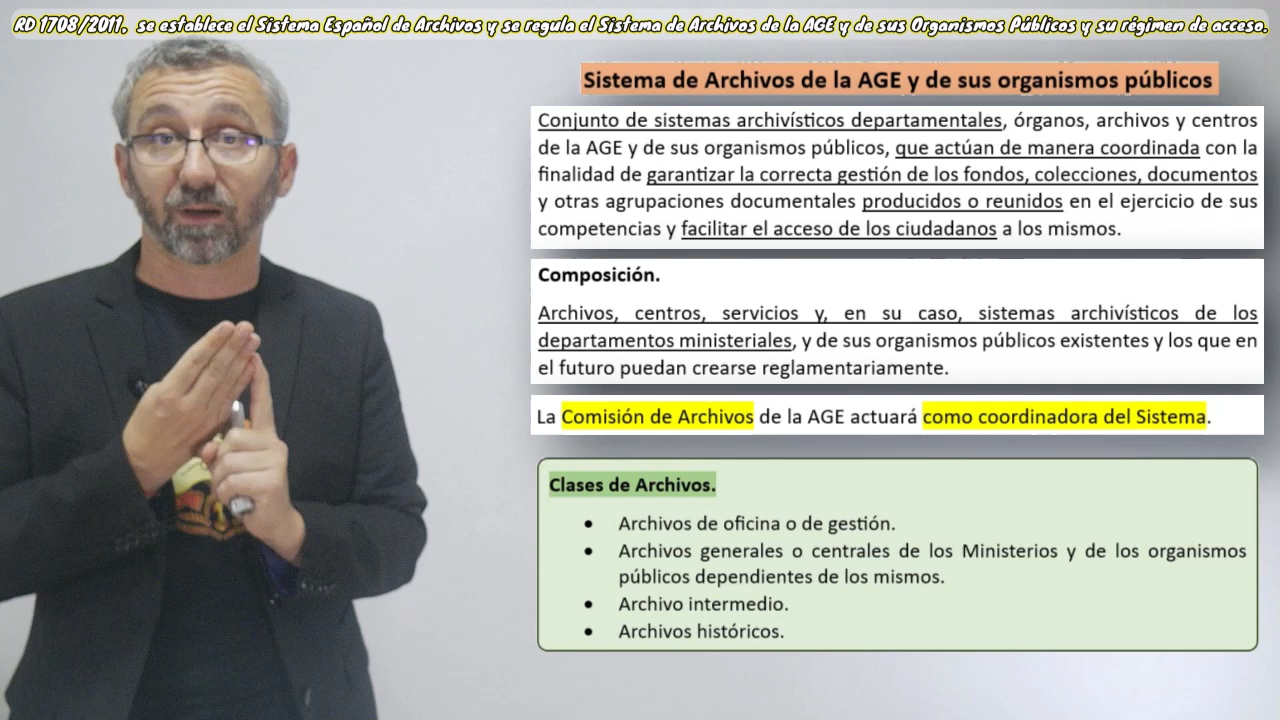 RD 1708/2011, se establece el Sistema Español de Archivos y se regula el Sistema de Archivos de la AGE y de sus Organismos Públicos y su régimen de acceso.
Sistema de Archivos de la AGE y de sus organismos públicos
Conjunto de sistemas archivísticos departamentales, órganos, archivos y centros
de la AGE y de sus organismos públicos, que actúan de manera coordinada con la
finalidad de garantizar la correcta gestión de los fondos, colecciones, documentos
y otras agrupaciones documentales producidos o reunidos en el ejercicio de sus
competencias y facilitar el acceso de los ciudadanos a los mismos.
Composición.
Archivos, centros, servicios y, en su caso, sistemas archivísticos de los
departamentos ministeriales, y de sus organismos públicos existentes y los que en
el futuro puedan crearse reglamentariamente.
La Comisión de Archivos de la AGE actuará como coordinadora del Sistema.
Clases de Archivos.
• Archivos de oficina o de gestión.
• Archivos generales o centrales de los Ministerios y de los organismos
públicos dependientes de los mismos.
• Archivo intermedio.
• Archivos históricos.